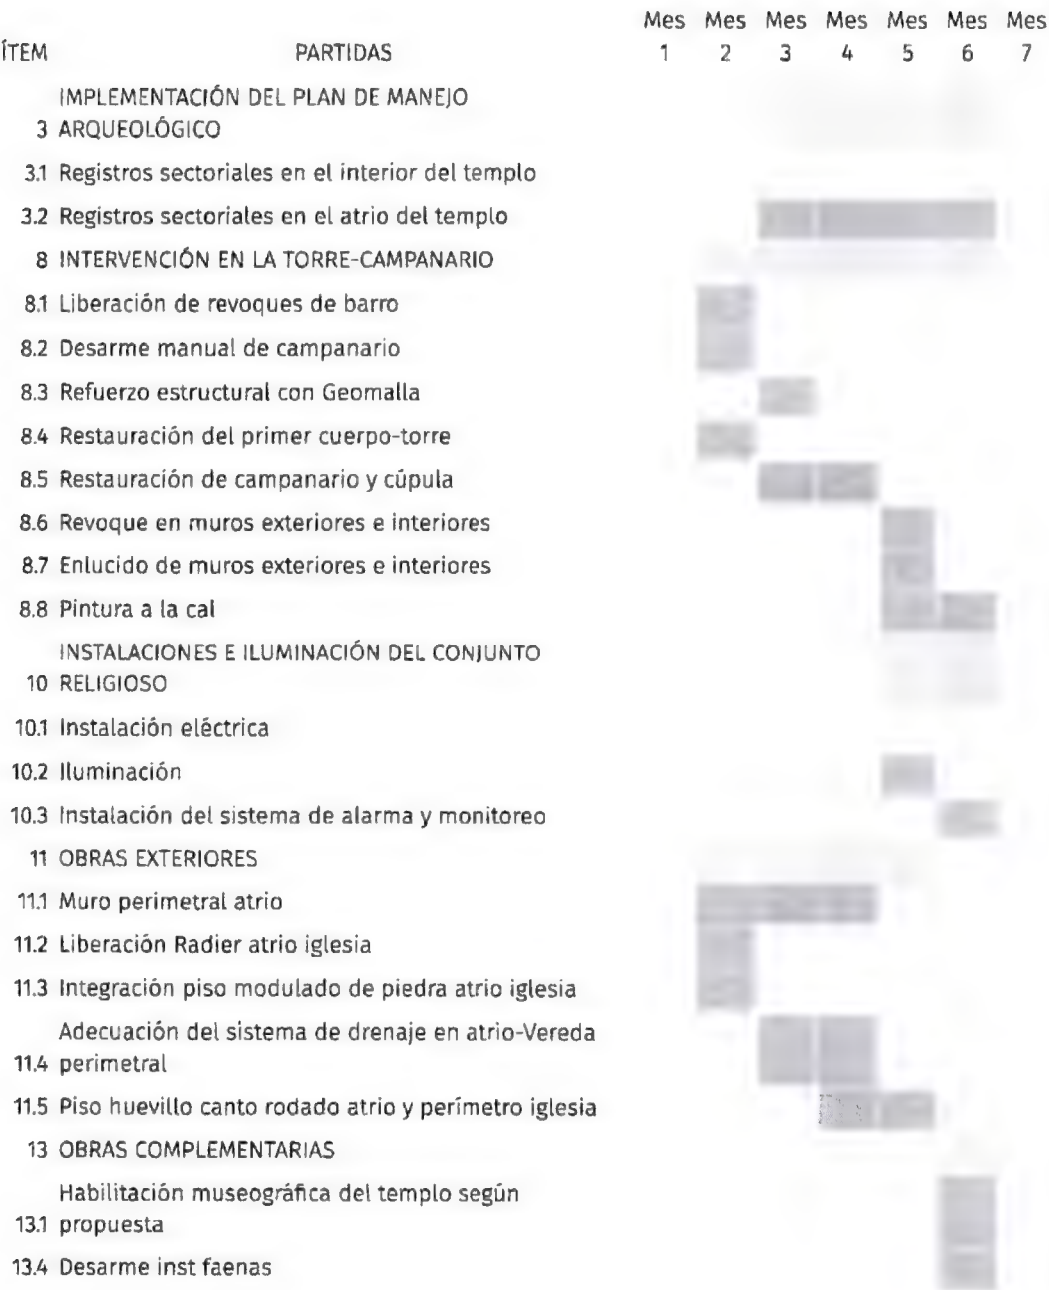 Mes Mes Mes Mes Mes Mes Mes
ÍTEM PARTIDAS 1 2 3 4 5 6 7
IMPLEMENTACIÓN DEL PLAN DE MANEJO
3 ARQUEOLÓGICO
3.1 Registros sectoriales en el interior del templo
3.2 Registros sectoriales en el atrio del templo
8 INTERVENCIÓN EN LA TORRE-CAMPANARIO
8.1 Liberación de revoques de barro
8.2 Desarme manual de campanario
8.3 Refuerzo estructural con Geomalla
8.4 Restauración del primer cuerpo-torre
8.5 Restauración de campanario y cúpula
8.6 Revoque en muros exteriores e interiores
8.7 Enlucido de muros exteriores e interiores
8.8 Pintura a la cal
INSTALACIONES E ILUMINACIÓN DEL CONJUNTO
10 RELIGIOSO
10.1 Instalación eléctrica
10.2 Iluminación
10.3 Instalación del sistema de alarma y monitoreo
11 OBRAS EXTERIORES
11.1 Muro perimetral atrio
11.2 Liberación Radier atrio iglesia
11.3 Integración piso modulado de piedra atrio iglesia
Adecuación del sistema de drenaje en atrio-Vereda
11.4 perimetral
11.5 Piso huevillo canto rodado atrio y perímetro iglesia
13 OBRAS COMPLEMENTARIAS
Habilitación museográfica del templo según
13.1 propuesta
13.4 Desarme inst faenas